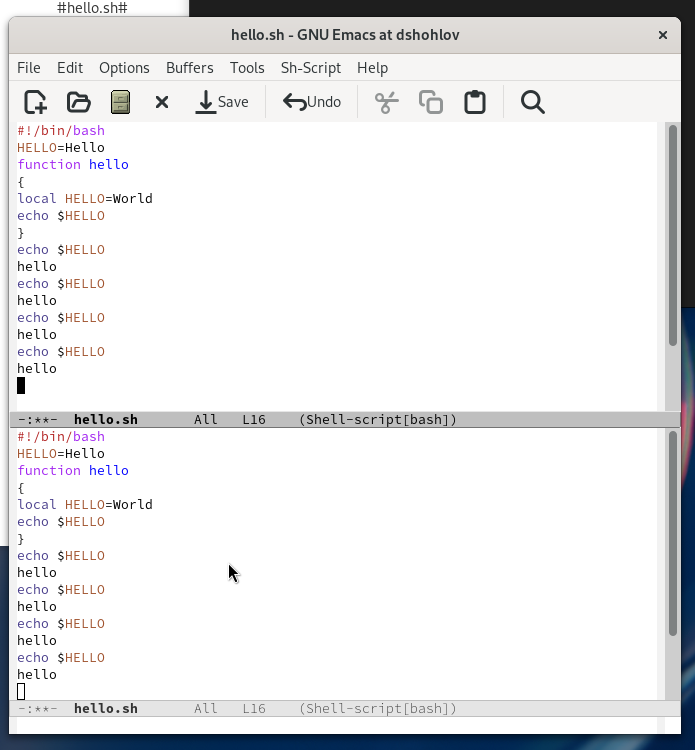 #hello.sh#
hello.sh - GNU Emacs at dshohlov
File Edit Options Buffers Tools Sh-Script Help
Save Undo
#!/bin/bash
HELLO=Hello
function hello
{
local HELLO=World
echo $HELLO
}
echo $HELLO
hello
echo $HELLO
hello
echo $HELLO
hello
echo $HELLO
hello
-:**- hello.sh All L16 (Shell-script[bash])
#!/bin/bash
HELLO=Hello
function hello
{
local HELLO=World
echo $HELLO
}
echo $HELLO
hello
echo $HELLO
hello
echo $HELLO
hello
echo $HELLO
hello
-:**- hello.sh All L16 (Shell-script[bash])